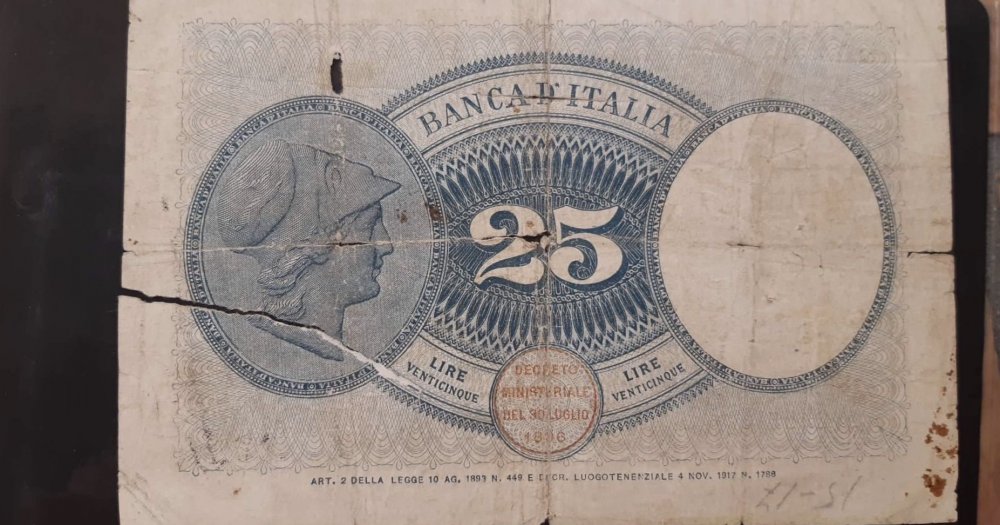 BANCA D'ITALIA
25
LIRE
VENTICINQUE
LIRE
VENTICINQUE
DECRETO
MINISTERIALE
DEL 30 LUGLIO
1896
ART. 2 DELLA LEGGE 10 AG. 1893 N. 449 E DECR. LUOGOTENENZIALE 4 NOV. 1917 N. 1788